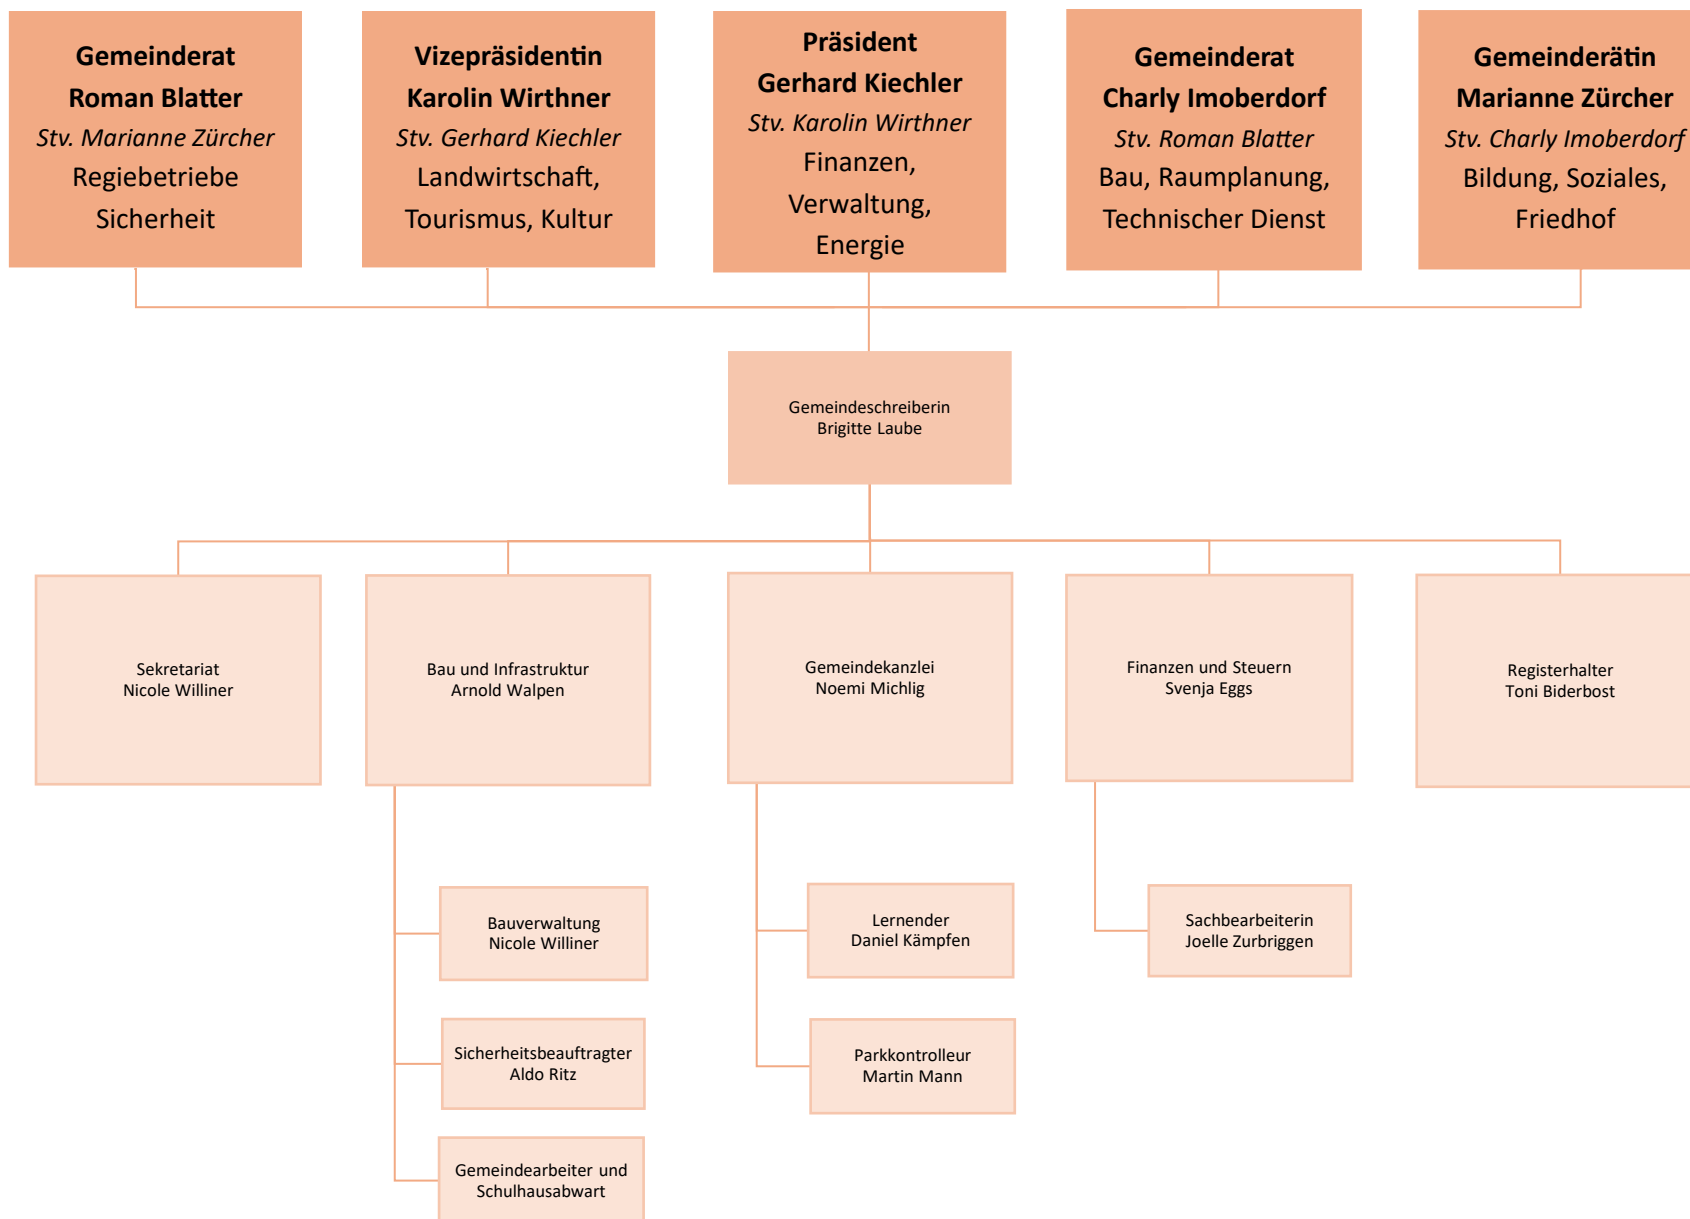 Gemeinderat
Roman Blatter
Stv. Marianne Zürcher
Regiebetriebe
Sicherheit
Vizepräsidentin
Karolin Wirthner
Stv. Gerhard Kiechler
Landwirtschaft,
Tourismus, Kultur
Präsident
Gerhard Kiechler
Stv. Karolin Wirthner
Finanzen,
Verwaltung,
Energie
Gemeinderat
Charly Imoberdorf
Stv. Roman Blatter
Bau, Raumplanung,
Technischer Dienst
Gemeinderätin
Marianne Zürcher
Stv. Charly Imoberdorf
Bildung, Soziales,
Friedhof
Gemeindeschreiberin
Brigitte Laube
Sekretariat
Nicole Williner
Bau und Infrastruktur
Arnold Walpen
Gemeindekanzlei
Noemi Michlig
Finanzen und Steuern
Svenja Eggs
Registerhalter
Toni Biderbost
Bauverwaltung
Nicole Williner
Lernender
Daniel Kämpfen
Sachbearbeiterin
Joelle Zurbriggen
Sicherheitsbeauftragter
Aldo Ritz
Parkkontrolleur
Martin Mann
Gemeindearbeiter und
Schulhausabwart